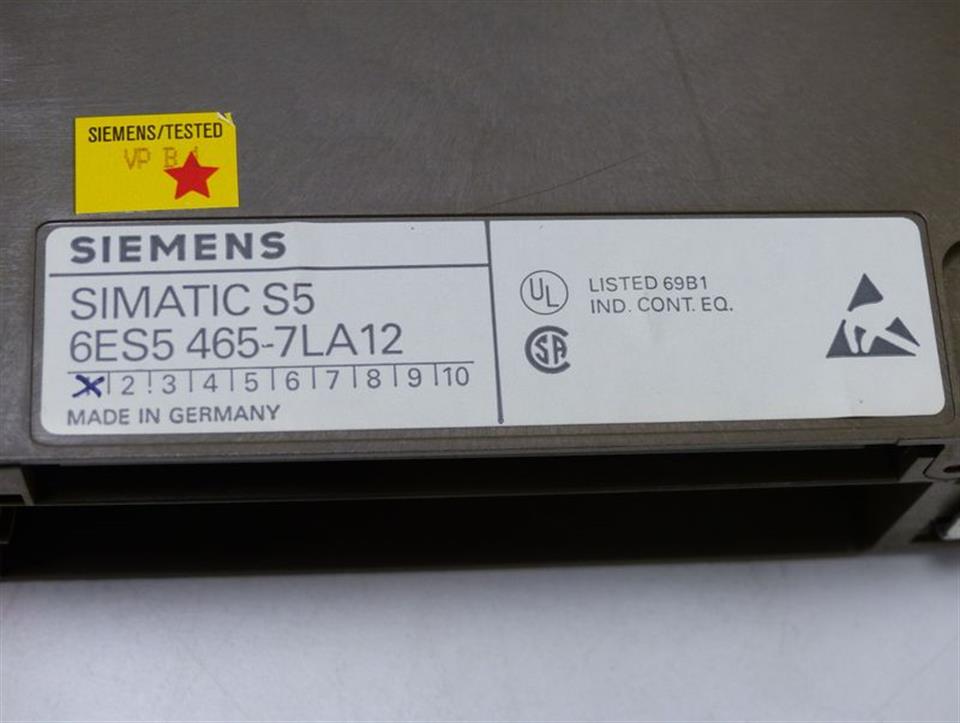 SIEMENS/TESTED
VP B
SIEMENS
SIMATIC S5
6ES5 465-7LA12
2 3 4 5 6 7 8 9 10
MADE IN GERMANY
UL
LISTED 69B1
IND. CONT. EQ.
SA